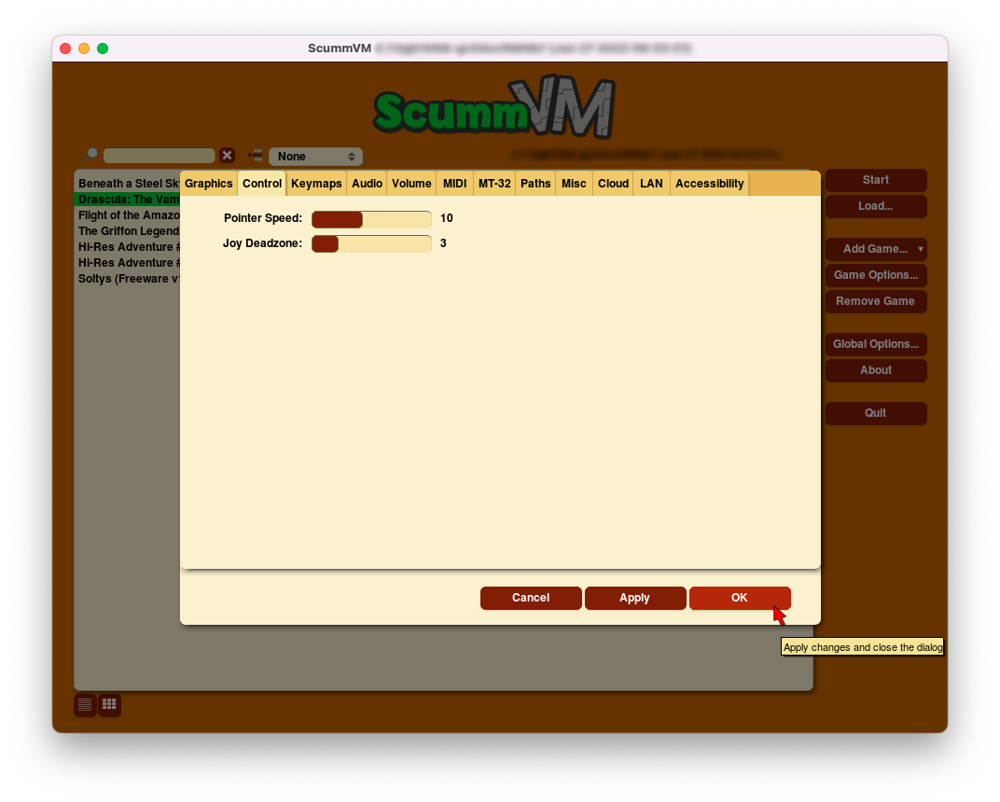 ScummVM
ScummVM
None
Beneath a Steel Sk
Drascula: The Vam
Flight of the Amazo
The Griffon Legend
Hi-Res Adventure #
Hi-Res Adventure #
Soltys (Freeware v
Graphics Control Keymaps Audio Volume MIDI MT-32 Paths Misc Cloud LAN Accessibility
Pointer Speed: 10
Joy Deadzone: 3
Cancel Apply OK
Apply changes and close the dialog
Start
Load...
Add Game...
Game Options...
Remove Game
Global Options...
About
Quit